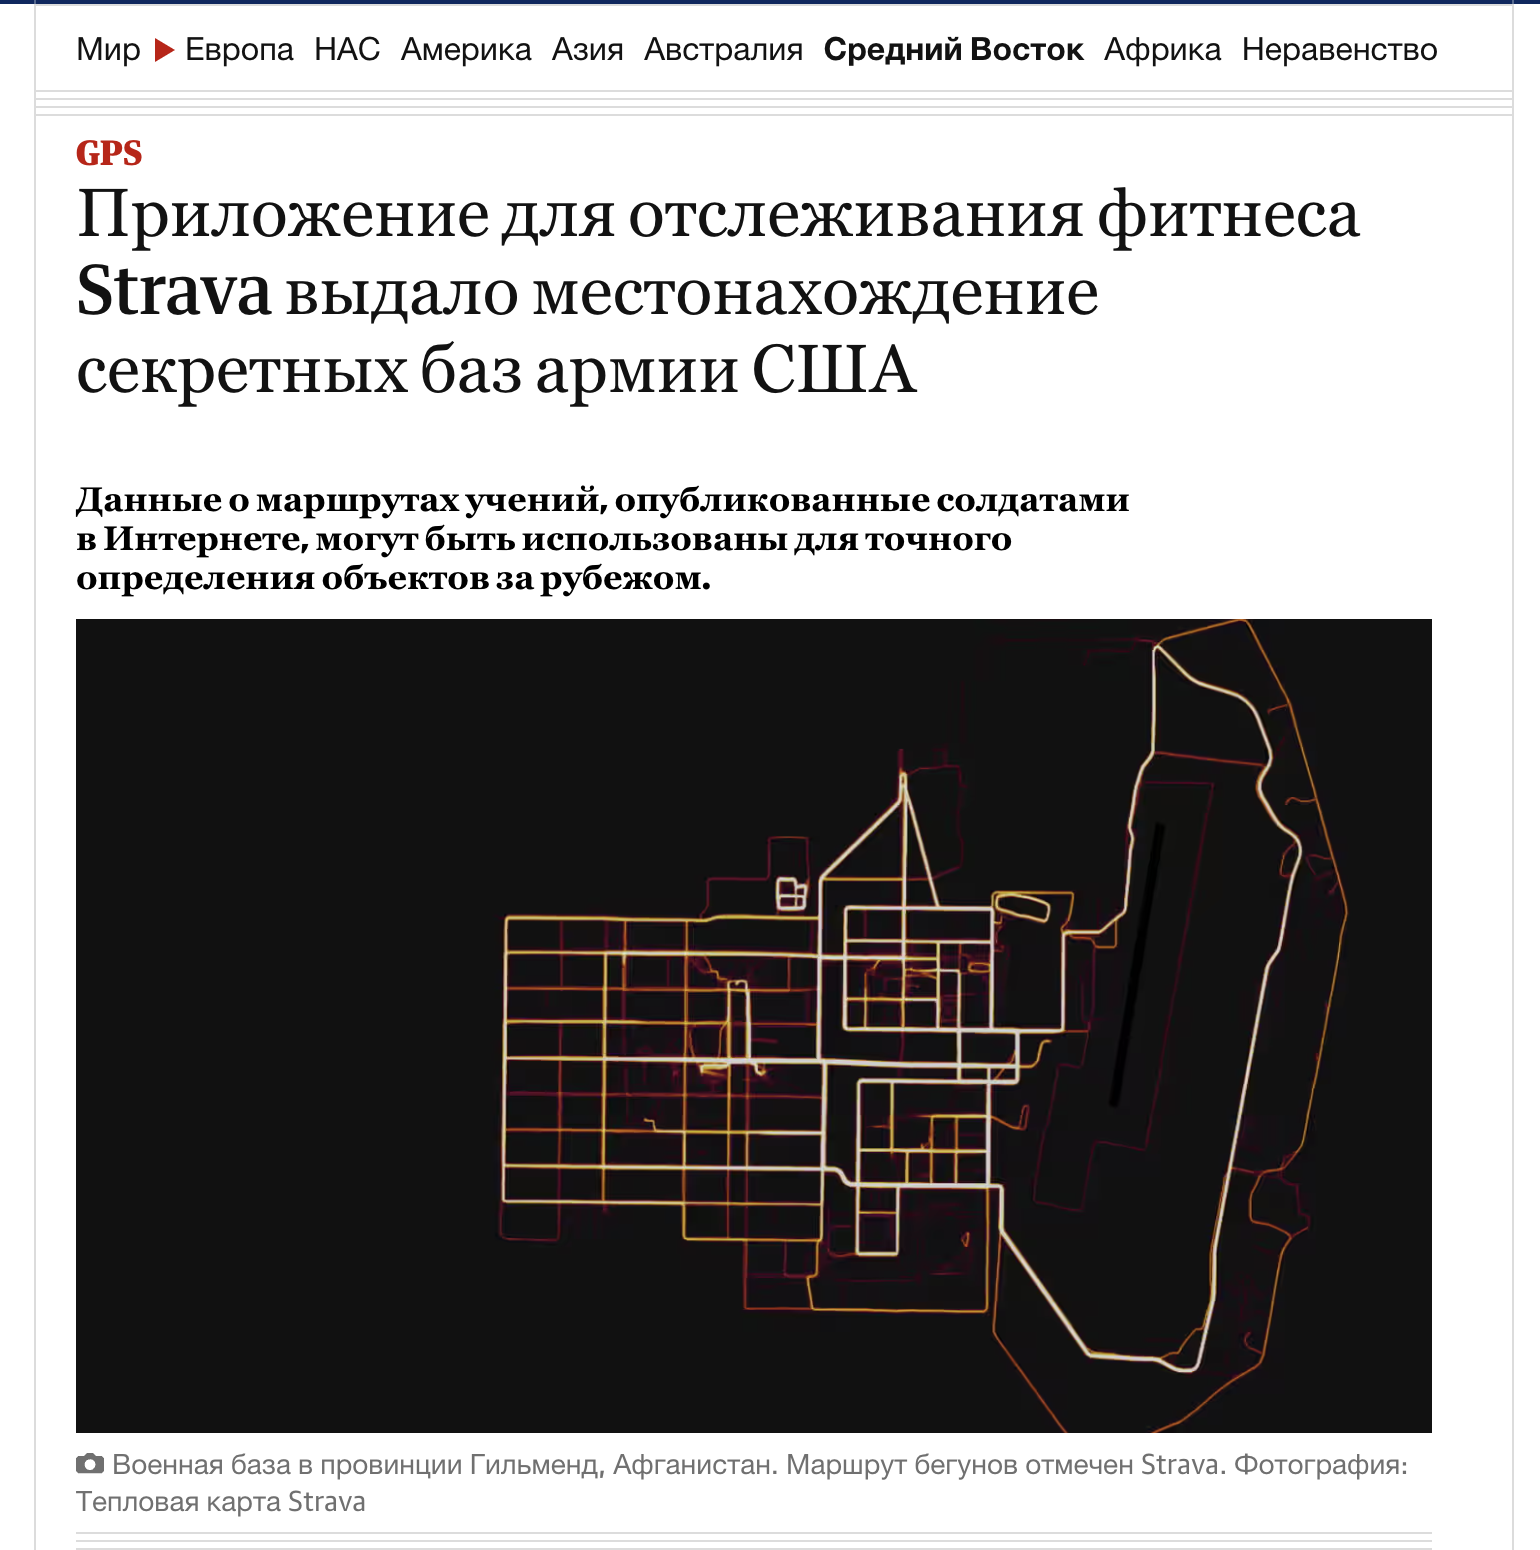 Мир Европа НАС Америка Азия Австралия Средний Восток Африка Неравенство
GPS
Приложение для отслеживания фитнеса
Strava выдало местонахождение
секретных баз армии США
Данные о маршрутах учений, опубликованные солдатами
в Интернете, могут быть использованы для точного
определения объектов за рубежом.
Военная база в провинции Гильменд, Афганистан. Маршрут бегунов отмечен Strava. Фотография:
Тепловая карта Strava